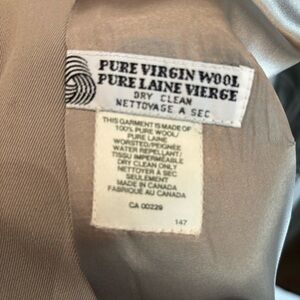 PURE VIRGIN WOOL
PURE LAINE VIERGE
DRY CLEAN
NETTOYAGE A SEC
THIS GARMENT IS MADE OF
100% PURE WOOL/
PURE LAINE
WORSTED/PEIGNÉE
WATER REPELLANT/
TISSU IMPERMÉABLE
DRY CLEAN ONLY
NETTOYER À SEC
SEULEMENT
MADE IN CANADA
FABRIQUÉ AU CANADA
CA 00229
147